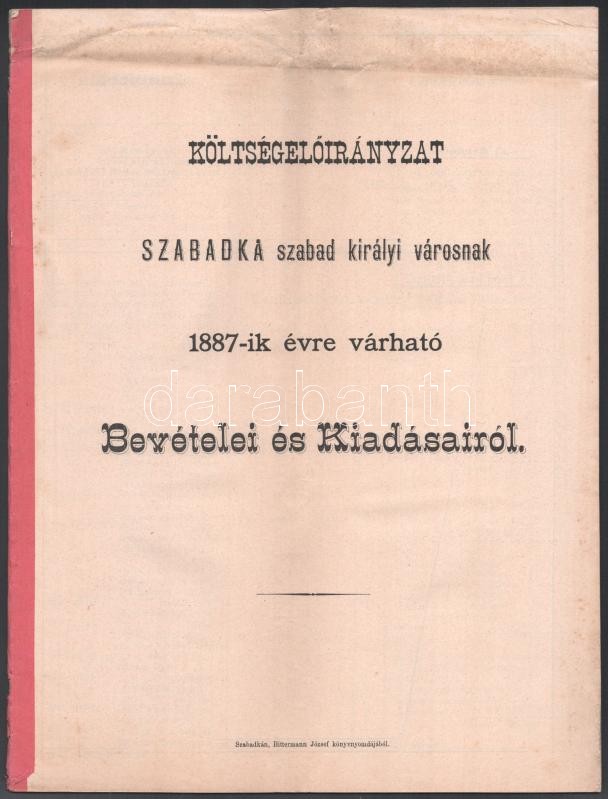 KÖLTSÉGELŐIRÁNYZAT
SZABADKA szabad királyi városnak
1887-ik évre várható
darabanth
Bevételei és Kiadásairól.
Szabadkán, Bittermann József könyvnyomdájából.